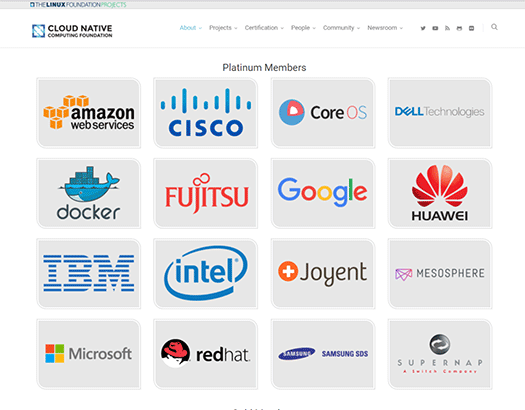 THE LINUX FOUNDATION PROJECTS
CLOUD NATIVE
COMPUTING FOUNDATION
About Projects Certification People Community Newsroom
Platinum Members
amazon
web services
CISCO
Core OS
DELL Technologies
docker
FUJITSU
Google
HUAWEI
IBM
intel
Joyent
MESOSPHERE
Microsoft
redhat.
SAMSUNG SAMSUNG SDS
SUPERNAP
A Switch Company